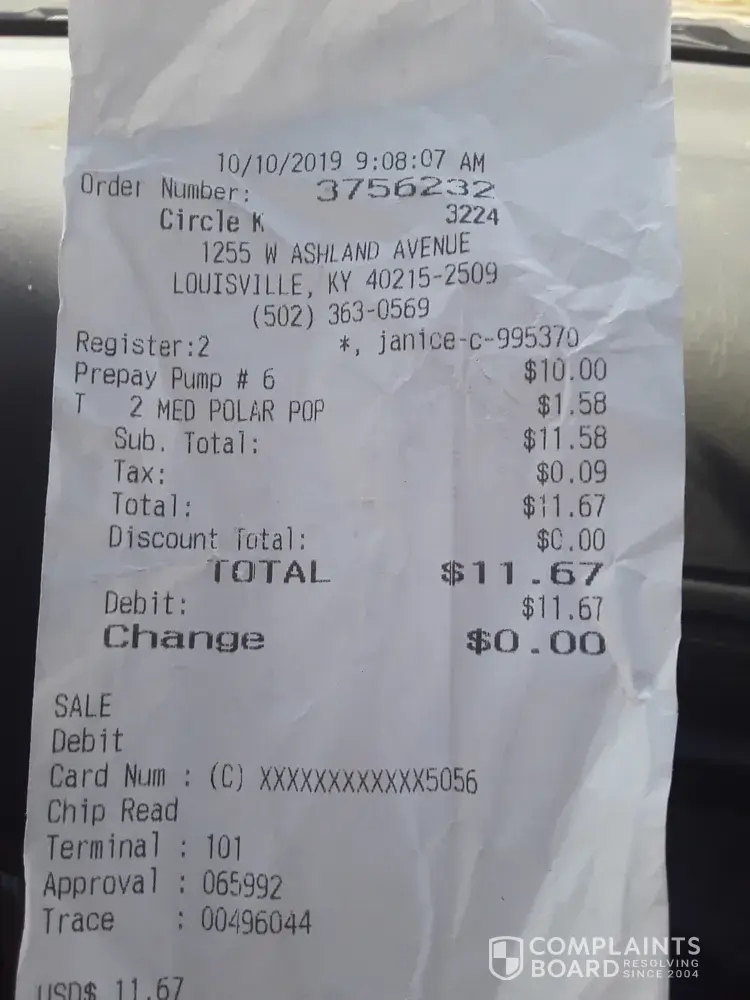 10/10/2019 9:08:07 AM
Order Number: 3756232
Circle K 3224
1255 W ASHLAND AVENUE
LOUISVILLE, KY 40215-2509
(502) 363-0569
Register:2 *, janice-c-995370
Prepay Pump # 6 $10.00
T 2 MED POLAR POP $1.58
Sub. Total: $11.58
Tax: $0.09
Total: $11.67
Discount Total: $0.00
TOTAL $11.67
Debit: $11.67
Change $0.00
SALE
Debit
Card Num : (C) XXXXXXXXXXXX5056
Chip Read
Terminal : 101
Approval : 065992
Trace : 00496044
USD$ 11.67
COMPLAINTS
BOARD RESOLVING
SINCE 2004